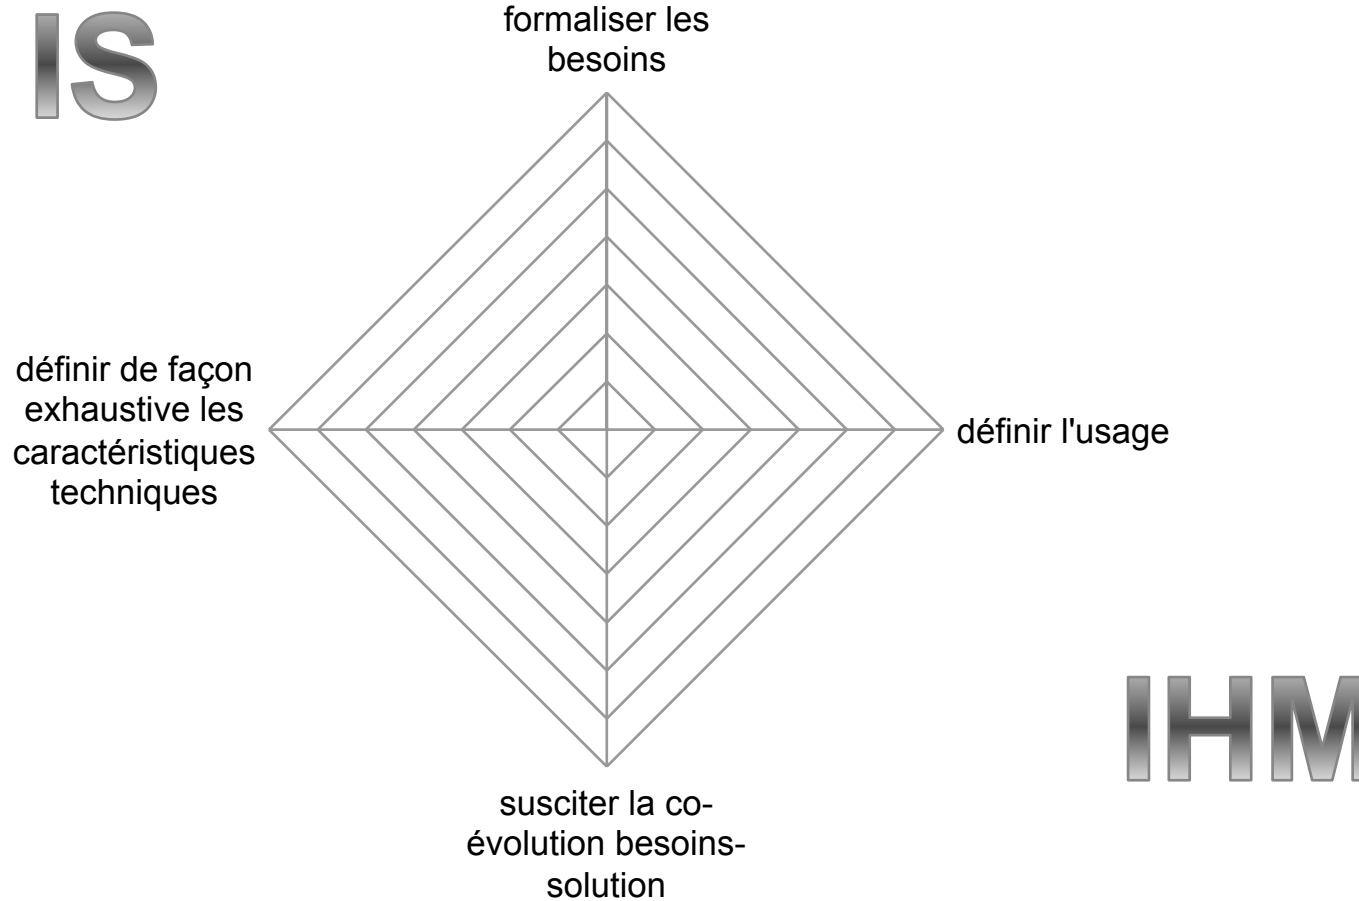 IS
formaliser les
besoins
définir de façon
exhaustive les
caractéristiques
techniques
définir l'usage
IHM
susciter la co-
évolution besoins-
solution